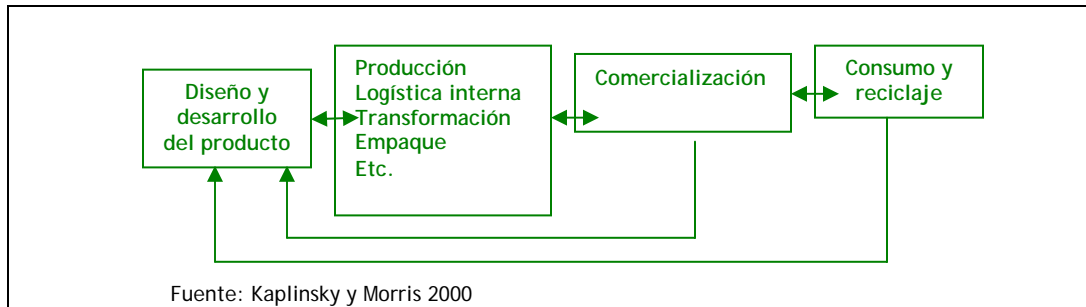 Diseño y
desarrollo
del producto
Producción
Logística interna
Transformación
Empaque
Etc.
Comercialización
Consumo y
reciclaje
Fuente: Kaplinsky y Morris 2000